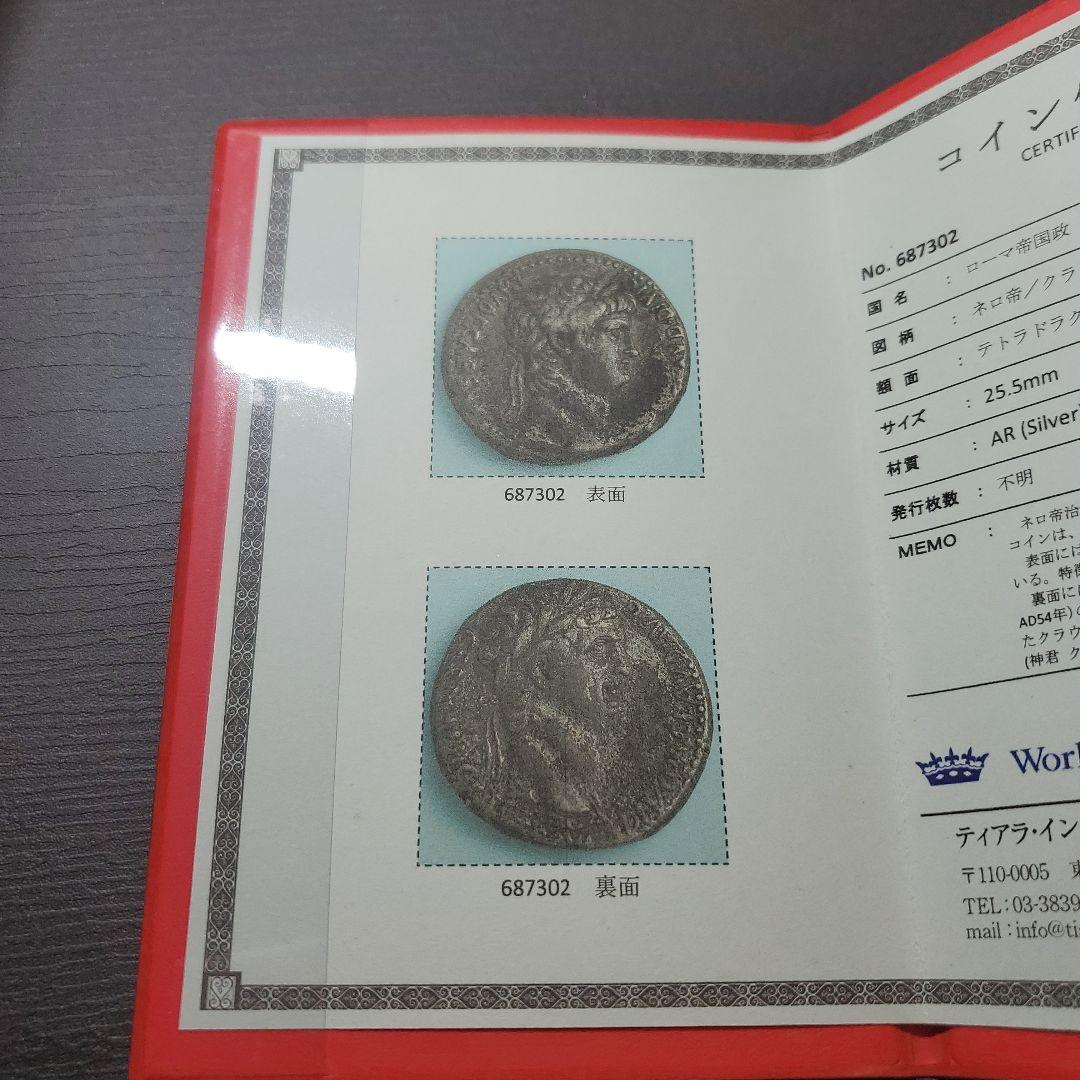 687302 表面
687302 裏面
コイン
CERTIF
No. 687302
国名 : ローマ帝国政
図柄 : ネロ帝/クラ
額面 : テトラドラク
サイズ : 25.5mm
材質 : AR (Silver
発行枚数 : 不明
MEMO : ネロ帝治
コインは、
表面には
いる。特徴
裏面に
AD54年)の
たクラウ
(神君 ク
Worl
ティアラ・イン
〒110-0005 東
TEL:03-3839
mail:info@ti